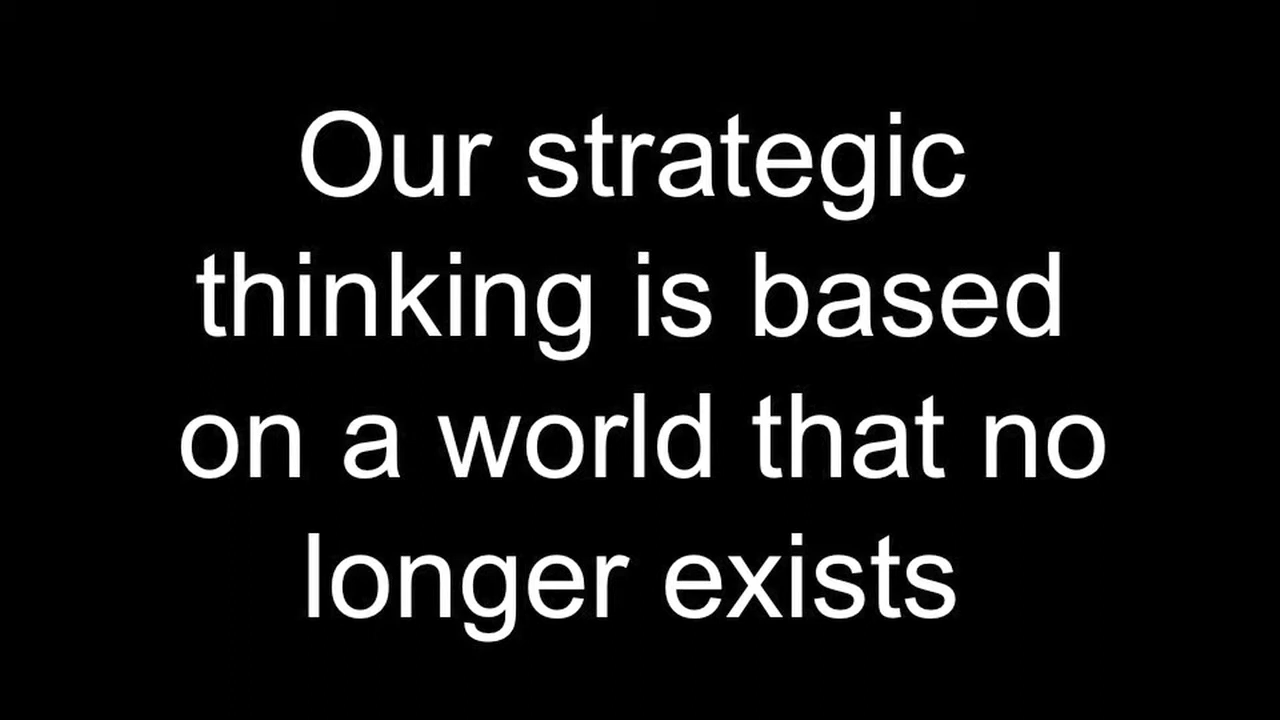 Our strategic
thinking is based
on a world that no
longer exists